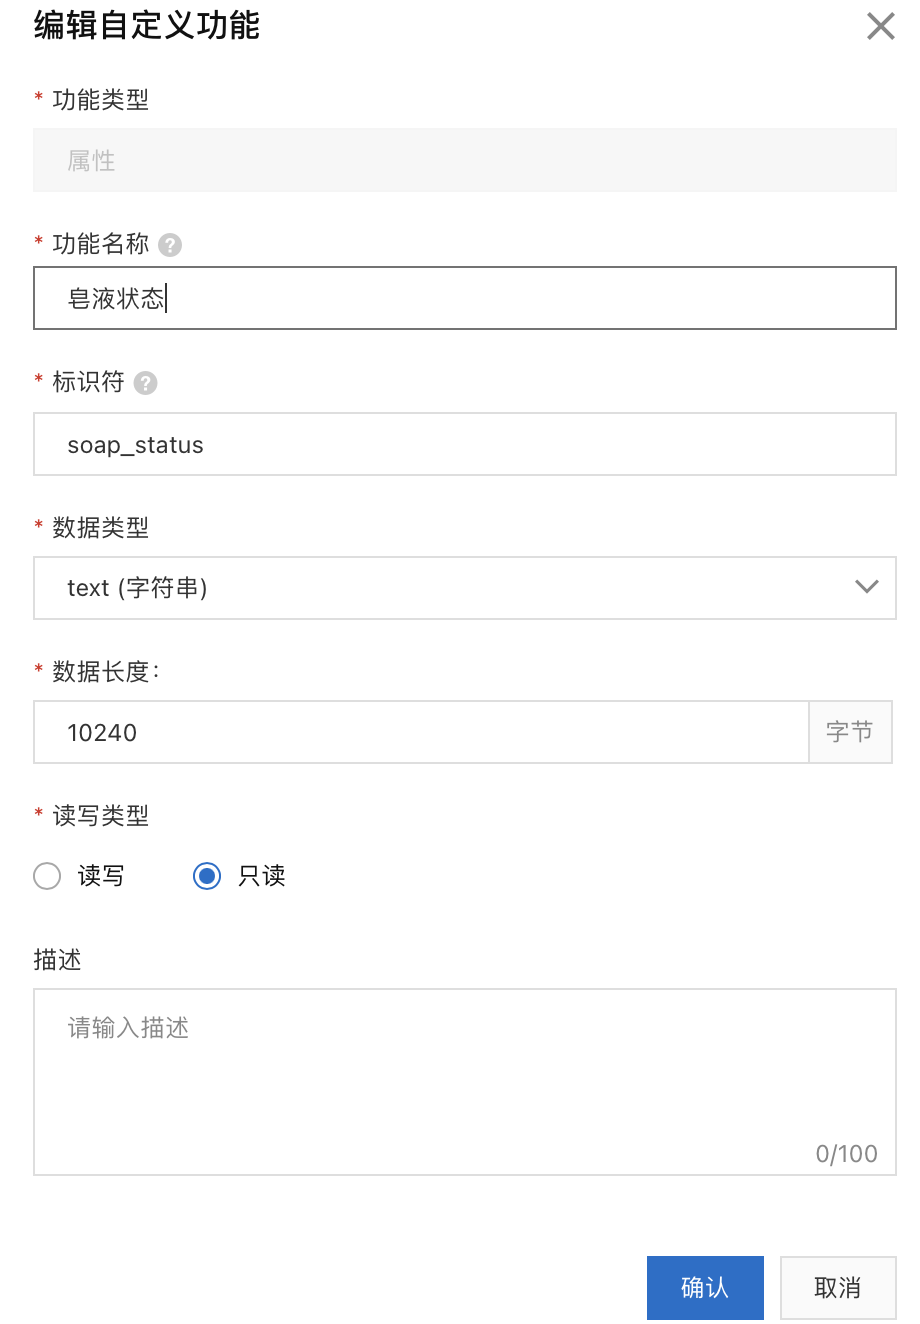 编辑自定义功能
* 功能类型
属性
* 功能名称 ?
皂液状态
* 标识符 ?
soap_status
* 数据类型
text (字符串)
* 数据长度：
10240 字节
* 读写类型
读写 只读
描述
请输入描述
0/100
确认 取消